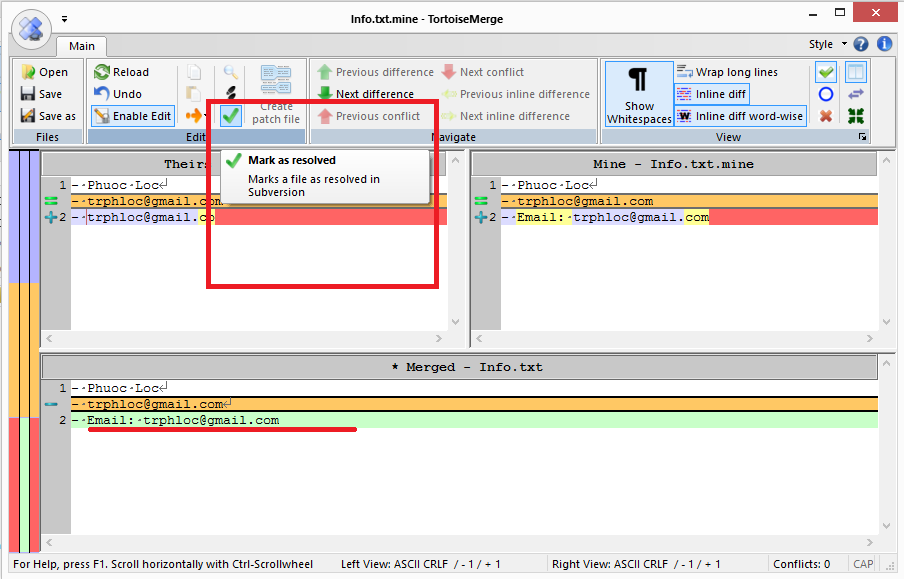 Info.txt.mine - TortoiseMerge
Main
Style
Open
Save
Save as
Files
Reload
Undo
Enable Edit
Edit
Create
patch file
Previous difference
Next difference
Previous conflict
Next conflict
Previous inline difference
Next inline difference
Navigate
Show
Whitespaces
Wrap long lines
Inline diff
Inline diff word-wise
View
Mark as resolved
Marks a file as resolved in
Subversion
Theirs
1 -·Phuoc·Loc↵
-·trphloc@gmail.com
2 -·trphloc@gmail.co
Mine - Info.txt.mine
1 -·Phuoc·Loc↵
-·trphloc@gmail.com
2 -·Email:·trphloc@gmail.com
* Merged - Info.txt
1 -·Phuoc·Loc↵
-·trphloc@gmail.com↵
2 -·Email:·trphloc@gmail.com
For Help, press F1. Scroll horizontally with Ctrl-Scrollwheel
Left View: ASCII CRLF / - 1 / + 1
Right View: ASCII CRLF / - 1 / + 1
Conflicts: 0
CAP